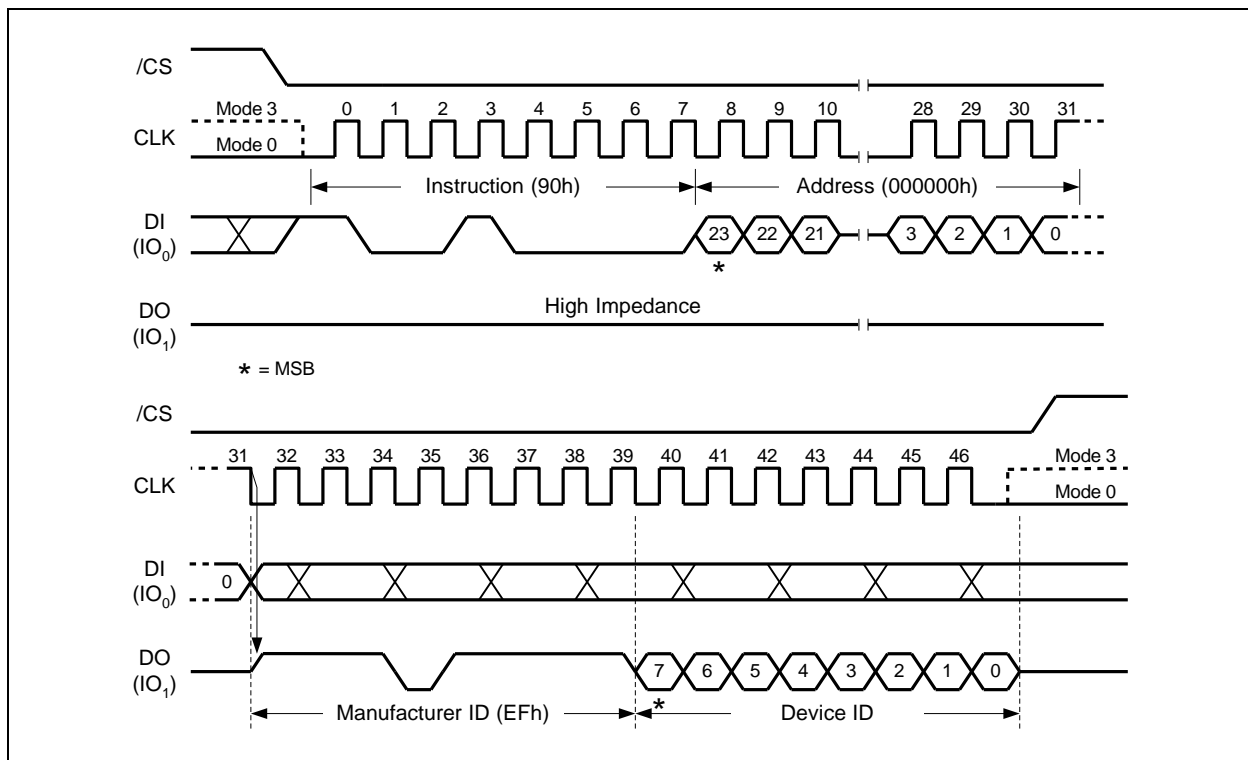 /CS
Mode 3 0 1 2 3 4 5 6 7 8 9 10 28 29 30 31
CLK
Mode 0
Instruction (90h) Address (000000h)
DI
(IO0) 23 22 21 3 2 1 0
*
DO
(IO1) High Impedance
* = MSB
/CS
31 32 33 34 35 36 37 38 39 40 41 42 43 44 45 46 Mode 3
CLK
Mode 0
DI
(IO0) 0
DO
(IO1) 7 6 5 4 3 2 1 0
*
Manufacturer ID (EFh) Device ID